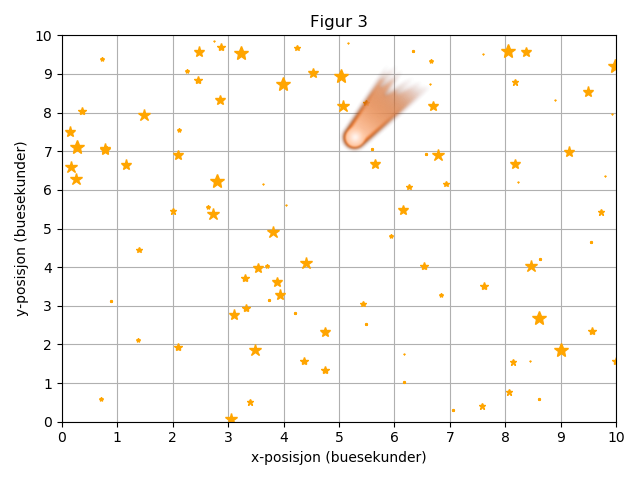 Figur 3
10
9
8
7
6
5
4
3
2
1
0
y-posisjon (buesekunder)
0 1 2 3 4 5 6 7 8 9 10
x-posisjon (buesekunder)